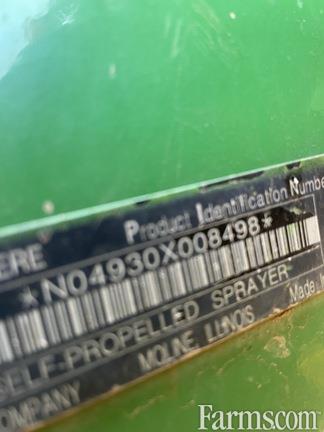 ERE Product Identification Number
*N04930X008498*
SELF-PROPELLED SPRAYER
COMPANY MOLINE, ILLINOIS Made
Farms.com®